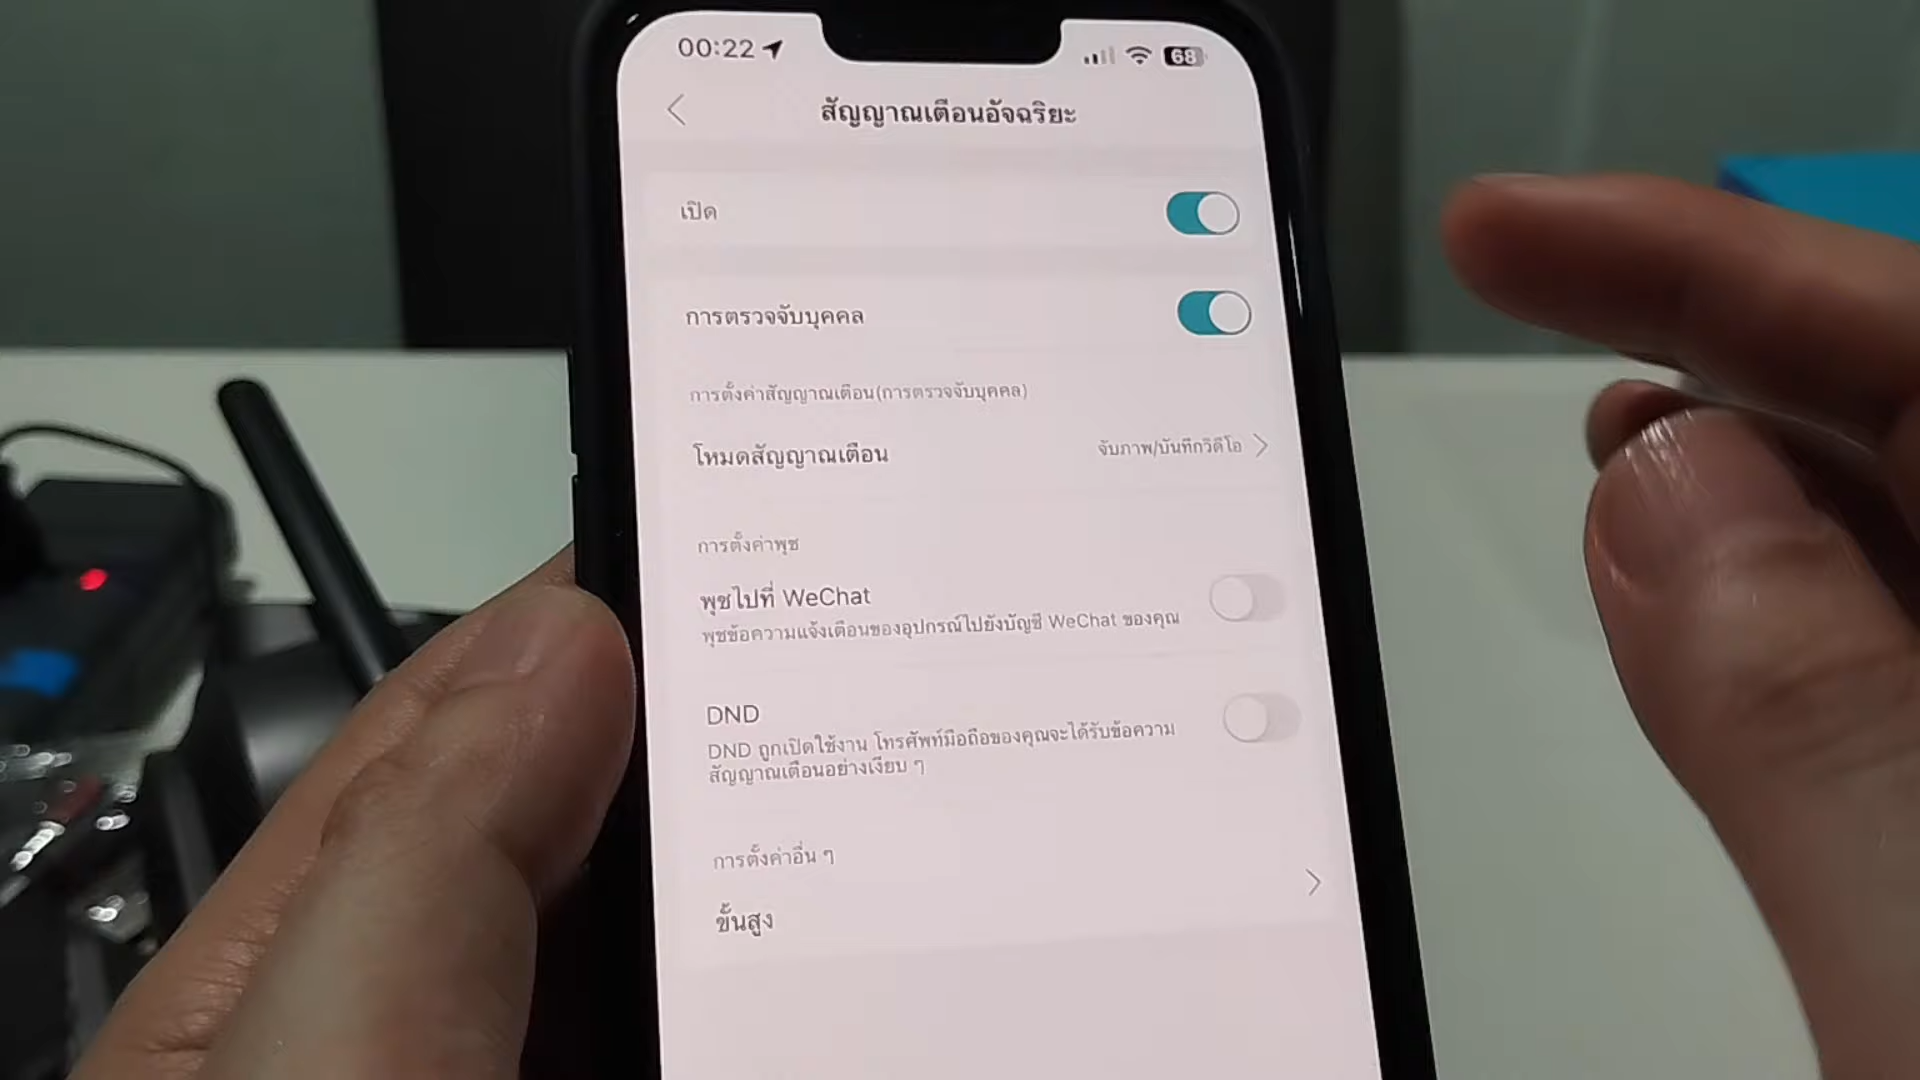 00:22
68
สัญญาณเตือนอัจฉริยะ
เปิด
การตรวจจับบุคคล
การตั้งค่าสัญญาณเตือน(การตรวจจับบุคคล)
โหมดสัญญาณเตือน
จับภาพ/บันทึกวิดีโอ
การตั้งค่าพุช
พุชไปที่ WeChat
พุชข้อความแจ้งเตือนของอุปกรณ์ไปยังบัญชี WeChat ของคุณ
DND
DND ถูกเปิดใช้งาน โทรศัพท์มือถือของคุณจะได้รับข้อความ
สัญญาณเตือนอย่างเงียบ ๆ
การตั้งค่าอื่น ๆ
ขั้นสูง